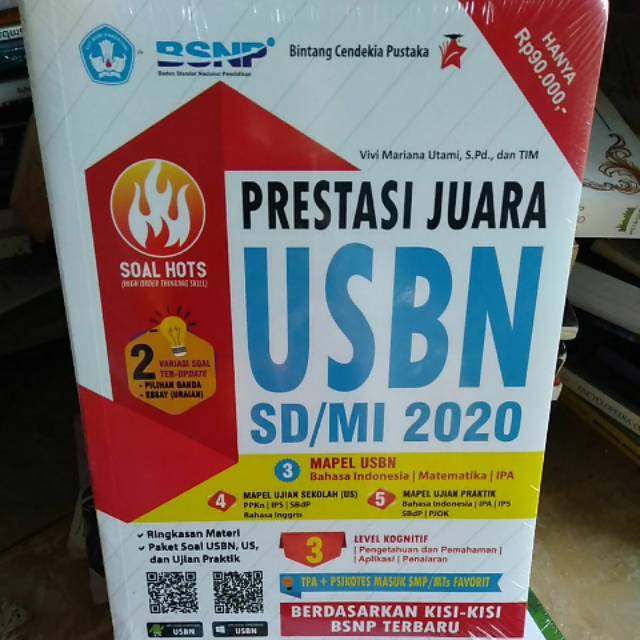 BSNP
Badan Standar Nasional Pendidikan
Bintang Cendekia Pustaka
HANYA
Rp90.000,-
Vivi Mariana Utami, S.Pd., dan TIM
PRESTASI JUARA
USBN
SD/MI 2020
SOAL HOTS
(HIGH ORDER THINKING SKILL)
2 VARIASI SOAL
TER-UPDATE
- PILIHAN GANDA
- ESSAY (URAIAN)
3 MAPEL USBN
Bahasa Indonesia | Matematika | IPA
4 MAPEL UJIAN SEKOLAH (US)
PPKn | IPS | SBdP
Bahasa Inggris
5 MAPEL UJIAN PRAKTIK
Bahasa Indonesia | IPA | IPS
SBdP | PJOK
✓ Ringkasan Materi
✓ Paket Soal USBN, US,
dan Ujian Praktik
3 LEVEL KOGNITIF
| Pengetahuan dan Pemahaman |
| Aplikasi | Penalaran
TPA + PSIKOTES MASUK SMP/MTs FAVORIT
BERDASARKAN KISI-KISI
BSNP TERBARU
USBN
USBN